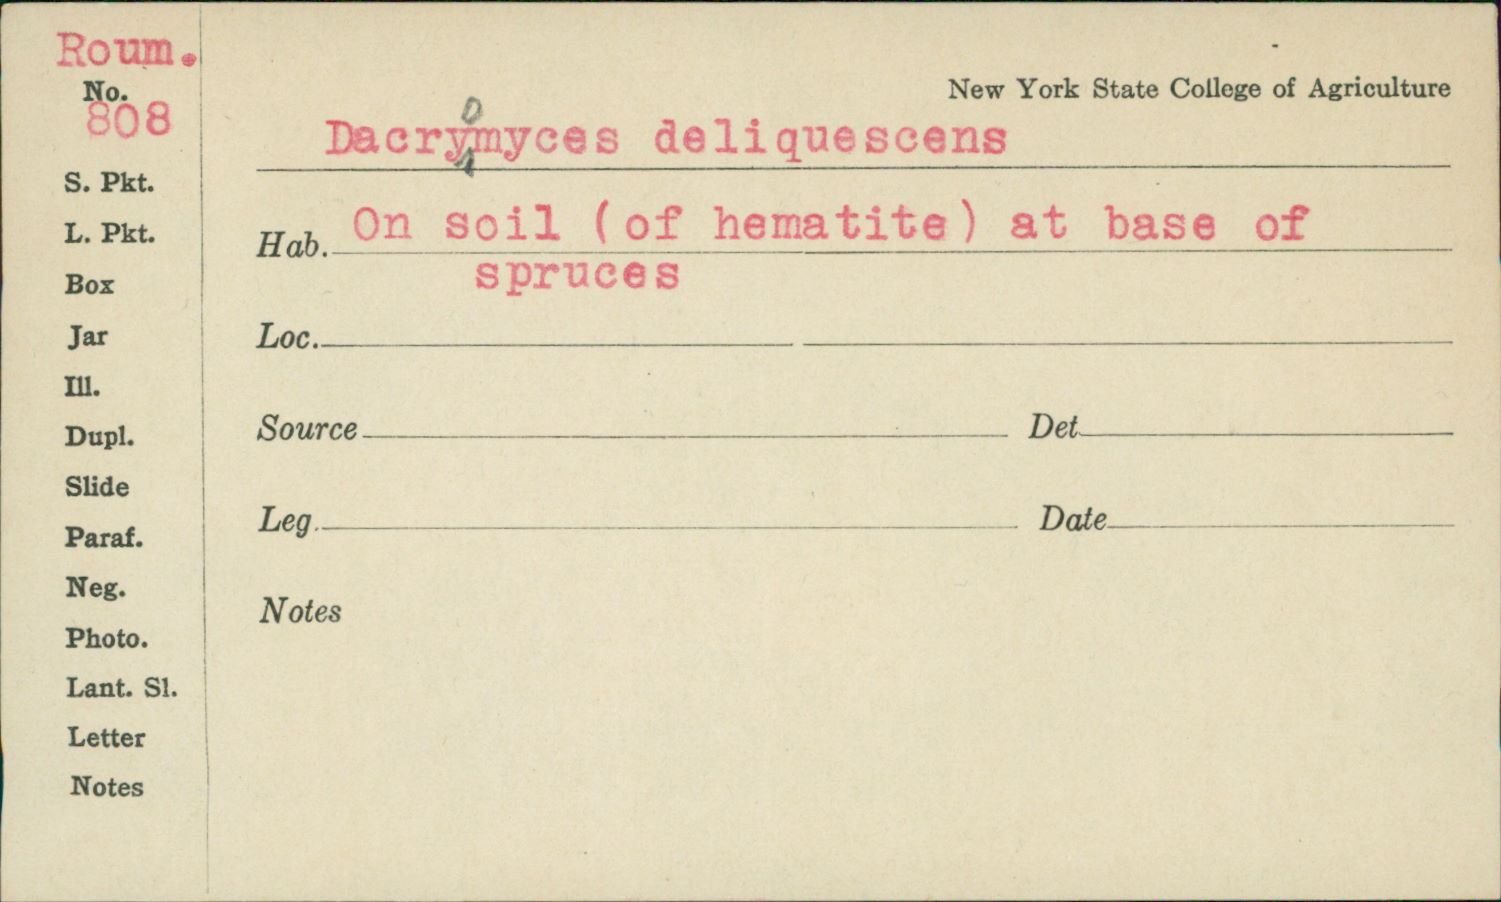 Roum.
No.
808
New York State College of Agriculture
Dacryomyces deliquescens
Hab. On soil (of hematite) at base of
spruces
S. Pkt.
L. Pkt.
Box
Jar
Ill.
Dupl.
Slide
Paraf.
Neg.
Photo.
Lant. Sl.
Letter
Notes
Loc.
Source Det.
Leg. Date
Notes